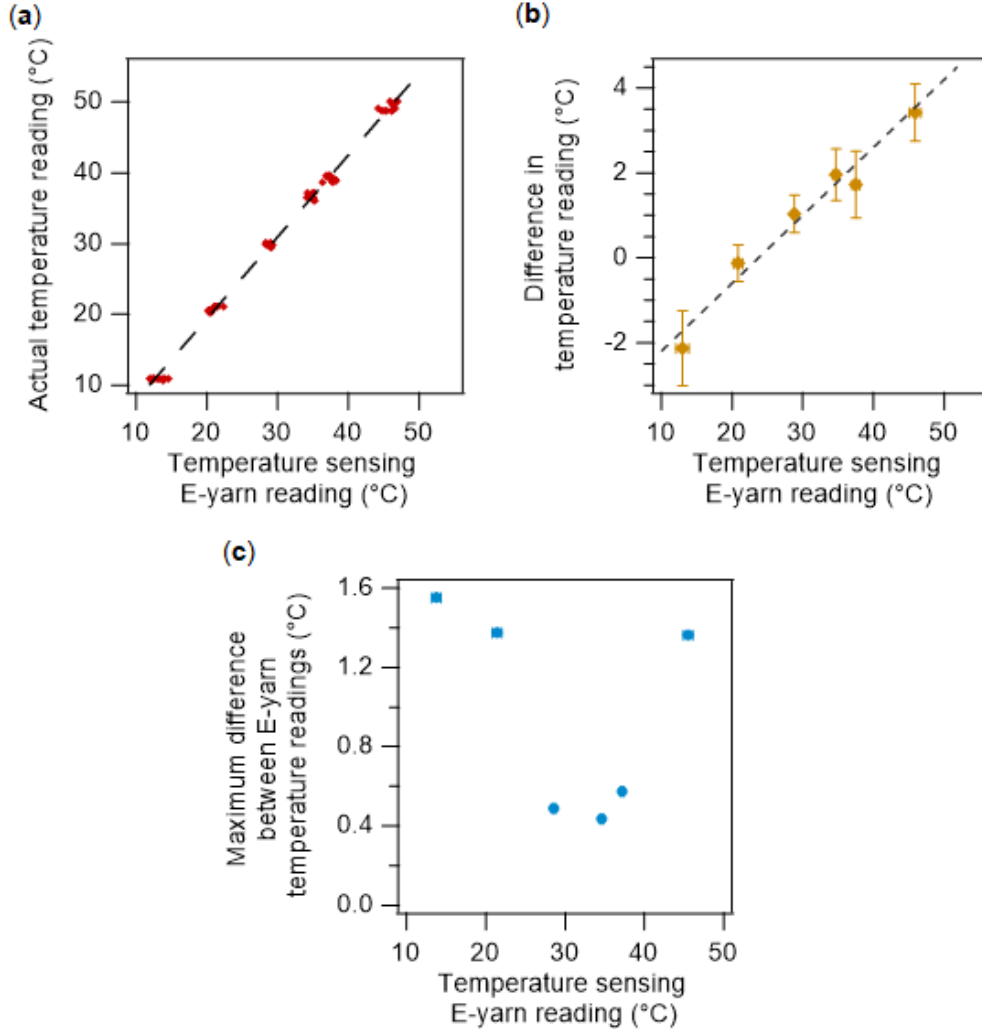 (a)
Actual temperature reading (°C)
50
40
30
20
10
10 20 30 40 50
Temperature sensing
E-yarn reading (°C)
(b)
Difference in
temperature reading (°C)
4
2
0
-2
10 20 30 40 50
Temperature sensing
E-yarn reading (°C)
(c)
Maximum difference
between E-yarn
temperature readings (°C)
1.6
1.2
0.8
0.4
0.0
10 20 30 40 50
Temperature sensing
E-yarn reading (°C)